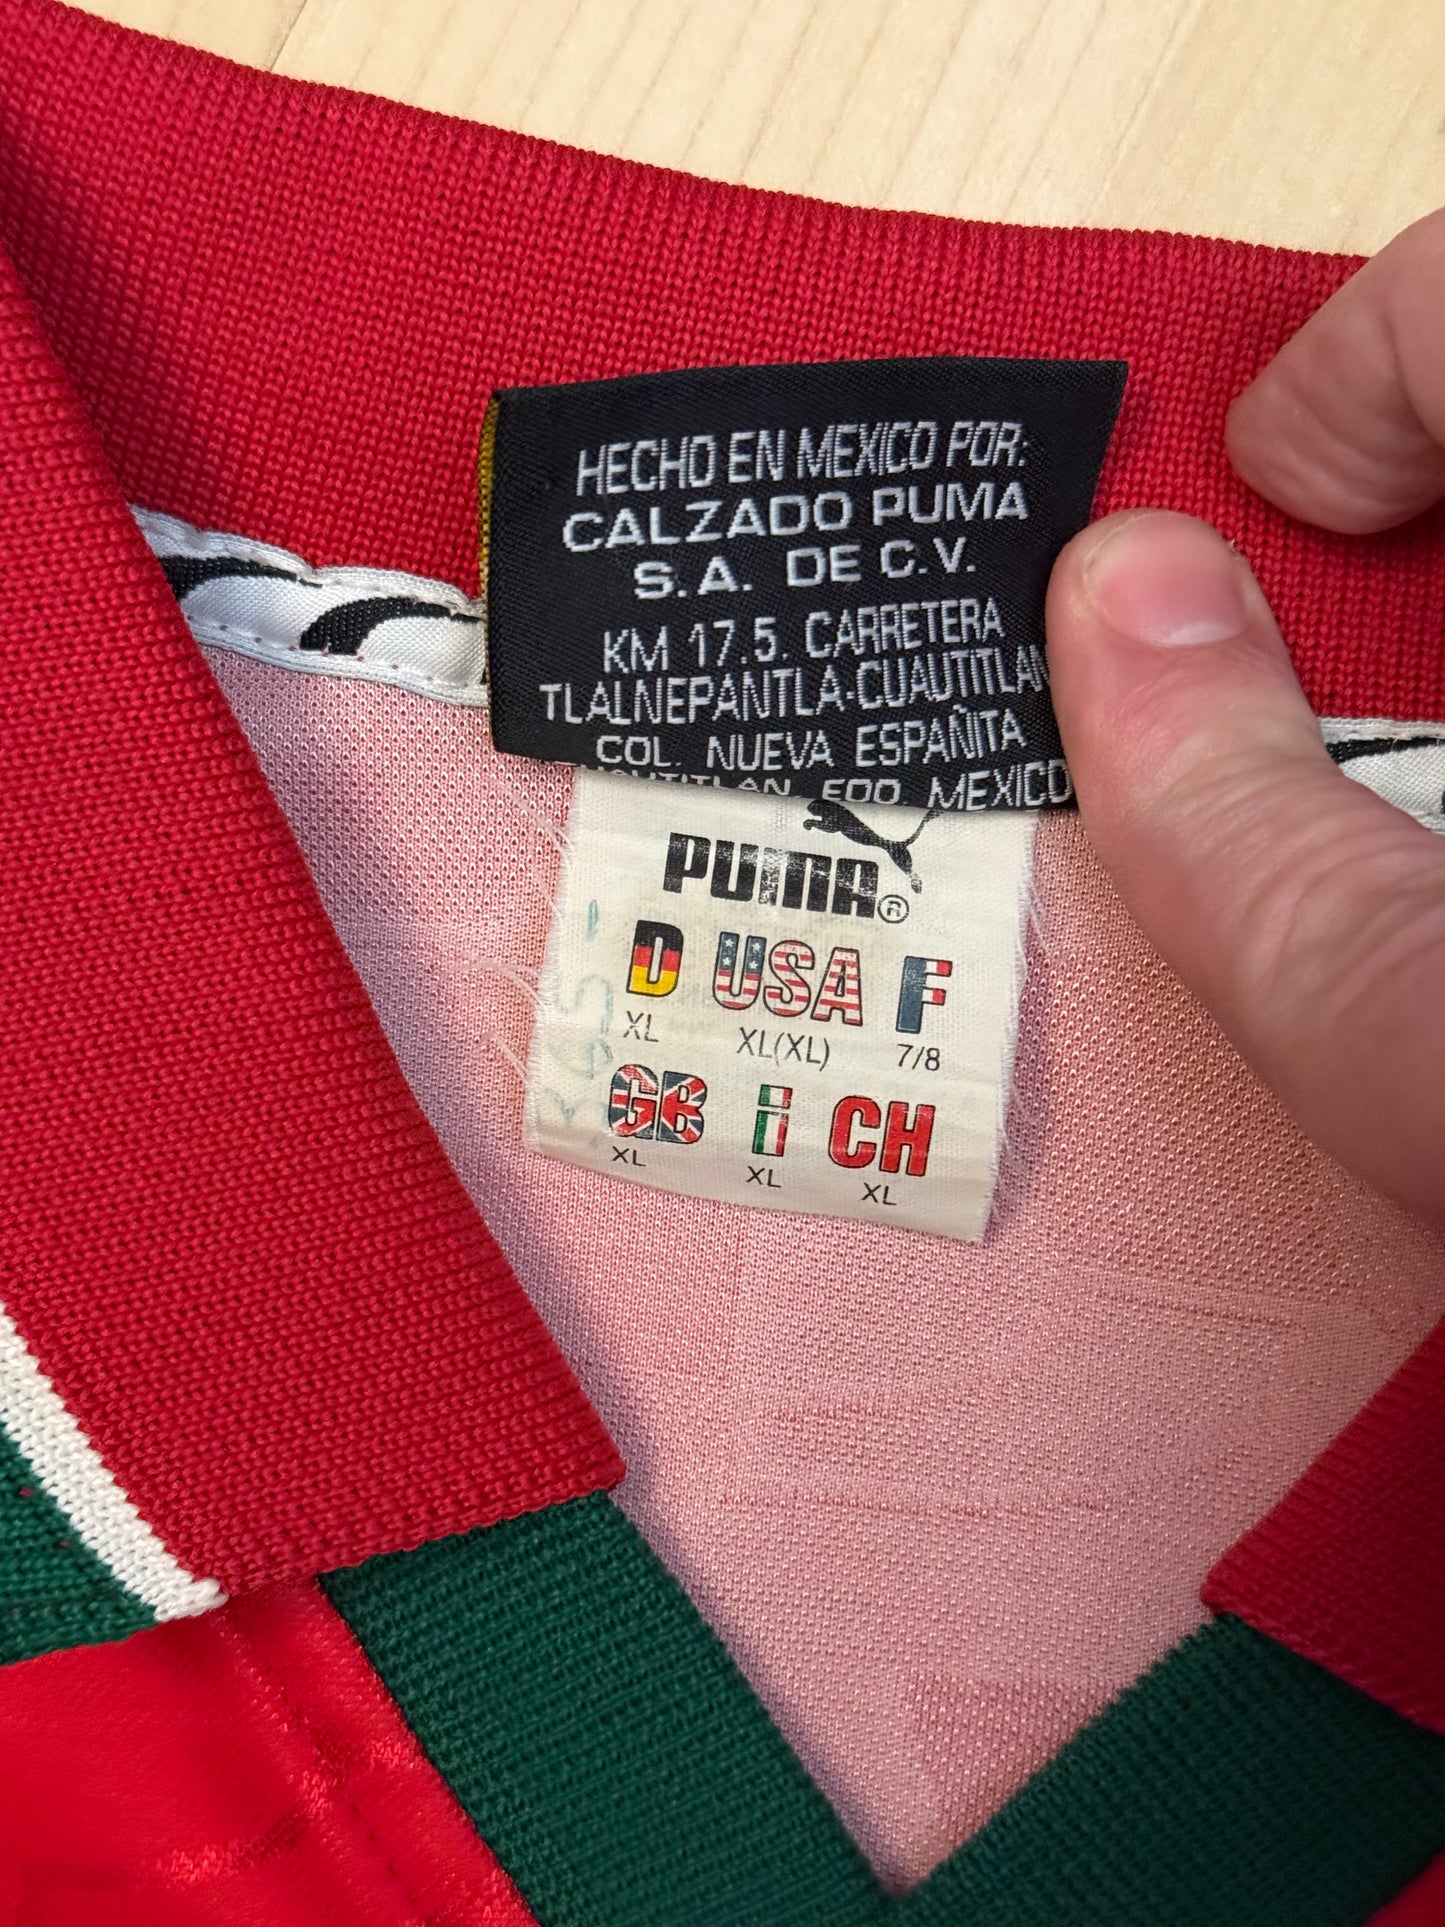 HECHO EN MEXICO POR:
CALZADO PUMA
S.A. DE C.V.
KM 17.5. CARRETERA
TLALNEPANTLA-CUAUTITLAN
COL. NUEVA ESPAÑITA
EDO. MEXICO
PUMA®
D USA F
XL XL(XL) 7/8
GB I CH
XL XL XL